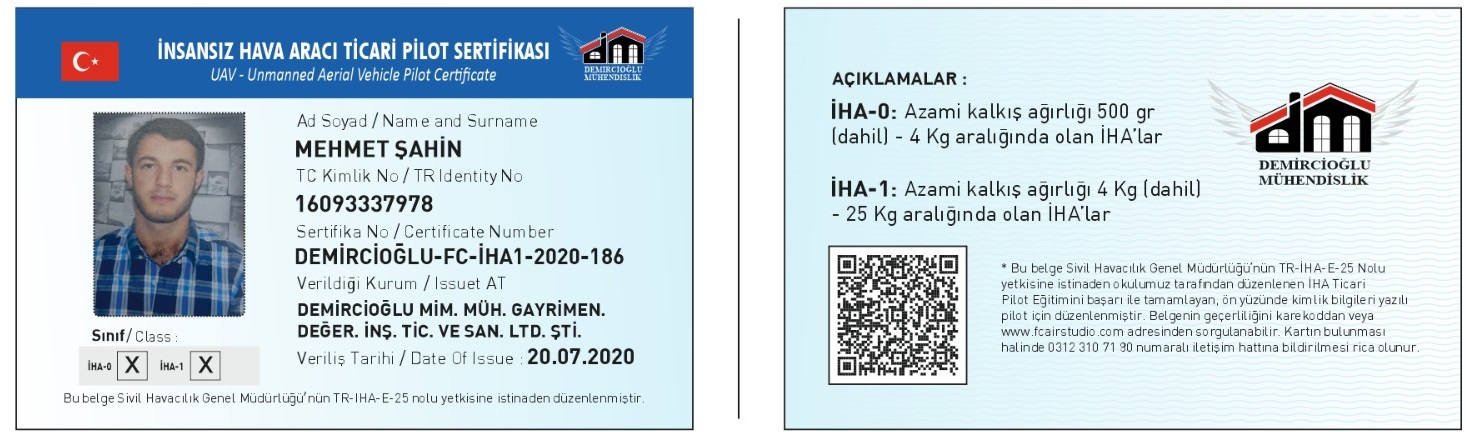 İNSANSIZ HAVA ARACI TİCARİ PİLOT SERTİFİKASI
UAV - Unmanned Aerial Vehicle Pilot Certificate
DEMİRCİOĞLU
MÜHENDİSLİK
Ad Soyad / Name and Surname
MEHMET ŞAHİN
TC Kimlik No / TR Identity No
16093337978
Sertifika No / Certificate Number
DEMİRCİOĞLU-FC-İHA1-2020-186
Verildiği Kurum / Issuet AT
DEMİRCİOĞLU MİM. MÜH. GAYRİMEN.
DEĞER. İNŞ. TİC. VE SAN. LTD. ŞTİ.
Veriliş Tarihi / Date Of Issue : 20.07.2020
Sınıf/ Class :
İHA-0 X İHA-1 X
Bu belge Sivil Havacılık Genel Müdürlüğü'nün TR-IHA-E-25 nolu yetkisine istinaden düzenlenmiştir.
AÇIKLAMALAR :
İHA-0: Azami kalkış ağırlığı 500 gr
(dahil) - 4 Kg aralığında olan İHA'lar
İHA-1: Azami kalkış ağırlığı 4 Kg (dahil)
- 25 Kg aralığında olan İHA'lar
DEMİRCİOĞLU
MÜHENDİSLİK
* Bu belge Sivil Havacılık Genel Müdürlüğü'nün TR-İHA-E-25 Nolu
yetkisine istinaden okulumuz tarafından düzenlenen İHA Ticari
Pilot Eğitimini başarı ile tamamlayan, ön yüzünde kimlik bilgileri yazılı
pilot için düzenlenmiştir. Belgenin geçerliliğini karekoddan veya
www.fcairstudio.com adresinden sorgulanabilir. Kartın bulunması
halinde 0312 310 71 90 numaralı iletişim hattına bildirilmesi rica olunur.